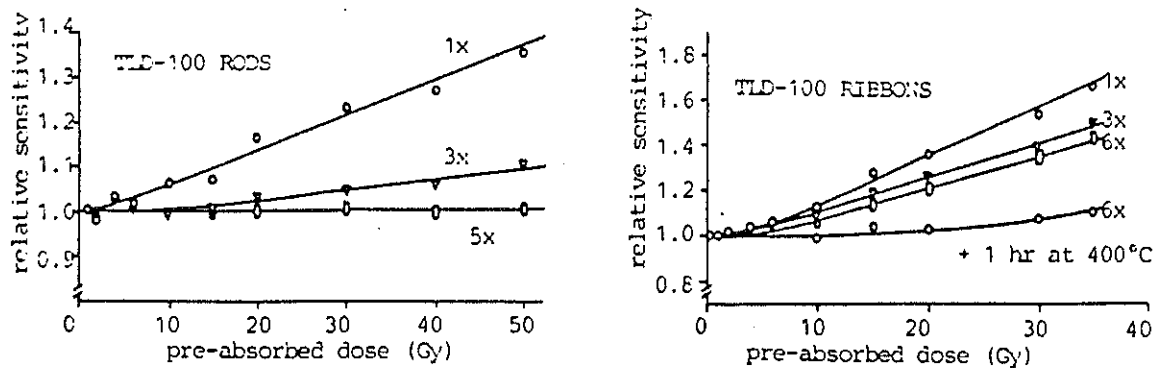 relative sensitivity
1.4
1.3
1.2
1.1
1.0
0.9
TLD-100 RODS
1x
3x
5x
0
10
20
30
40
50
pre-absorbed dose (Gy)
relative sensitivity
1.8
1.6
1.4
1.2
1.0
0.8
TLD-100 RIBBONS
1x
3x
6x
6x
+ 1 hr at 400°C
0
10
20
30
40
pre-absorbed dose (Gy)